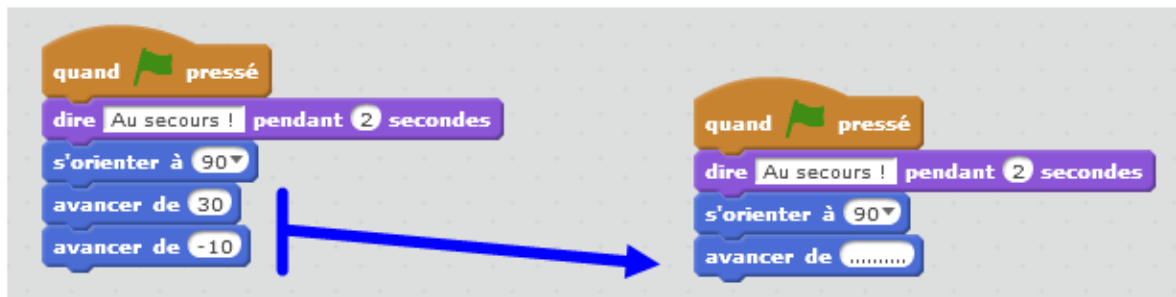 quand pressé
dire Au secours ! pendant 2 secondes
s'orienter à 90
avancer de 30
avancer de -10
quand pressé
dire Au secours ! pendant 2 secondes
s'orienter à 90
avancer de ..........